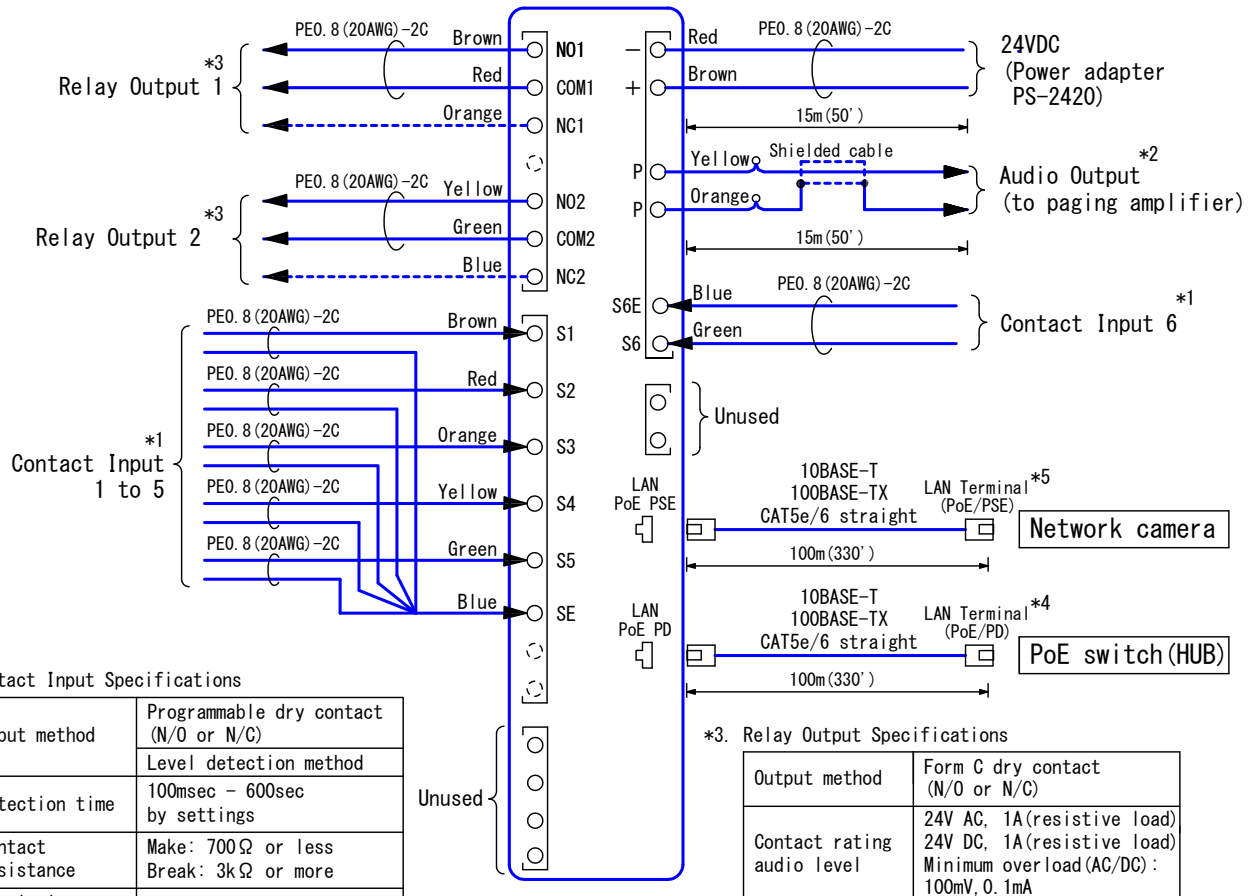 PE0.8(20AWG)-2C
Brown
NO1
*3
Relay Output 1
Red
COM1
Orange
NC1
PE0.8(20AWG)-2C
Yellow
NO2
*3
Relay Output 2
Green
COM2
Blue
NC2
PE0.8(20AWG)-2C
Brown
S1
PE0.8(20AWG)-2C
Red
S2
PE0.8(20AWG)-2C
Orange
S3
*1
Contact Input
1 to 5
PE0.8(20AWG)-2C
Yellow
S4
PE0.8(20AWG)-2C
Green
S5
Blue
SE
Unused
−
Red
PE0.8(20AWG)-2C
+
Brown
24VDC
(Power adapter
PS-2420)
15m(50')
P
Yellow
Shielded cable
P
Orange
*2
Audio Output
(to paging amplifier)
15m(50')
S6E
Blue
PE0.8(20AWG)-2C
S6
Green
*1
Contact Input 6
Unused
LAN
PoE PSE
10BASE-T
100BASE-TX
CAT5e/6 straight
LAN Terminal*5
(PoE/PSE)
Network camera
100m(330')
LAN
PoE PD
10BASE-T
100BASE-TX
CAT5e/6 straight
LAN Terminal*4
(PoE/PD)
PoE switch(HUB)
100m(330')
Input Specifications
method
Programmable dry contact
(N/O or N/C)
Level detection method
time
100msec - 600sec
by settings
Make: 700Ω or less
Break: 3kΩ or more
*3. Relay Output Specifications
Output method
Form C dry contact
(N/O or N/C)
Contact rating
audio level
24V AC, 1A(resistive load)
24V DC, 1A(resistive load)
Minimum overload(AC/DC):
100mV,0.1mA